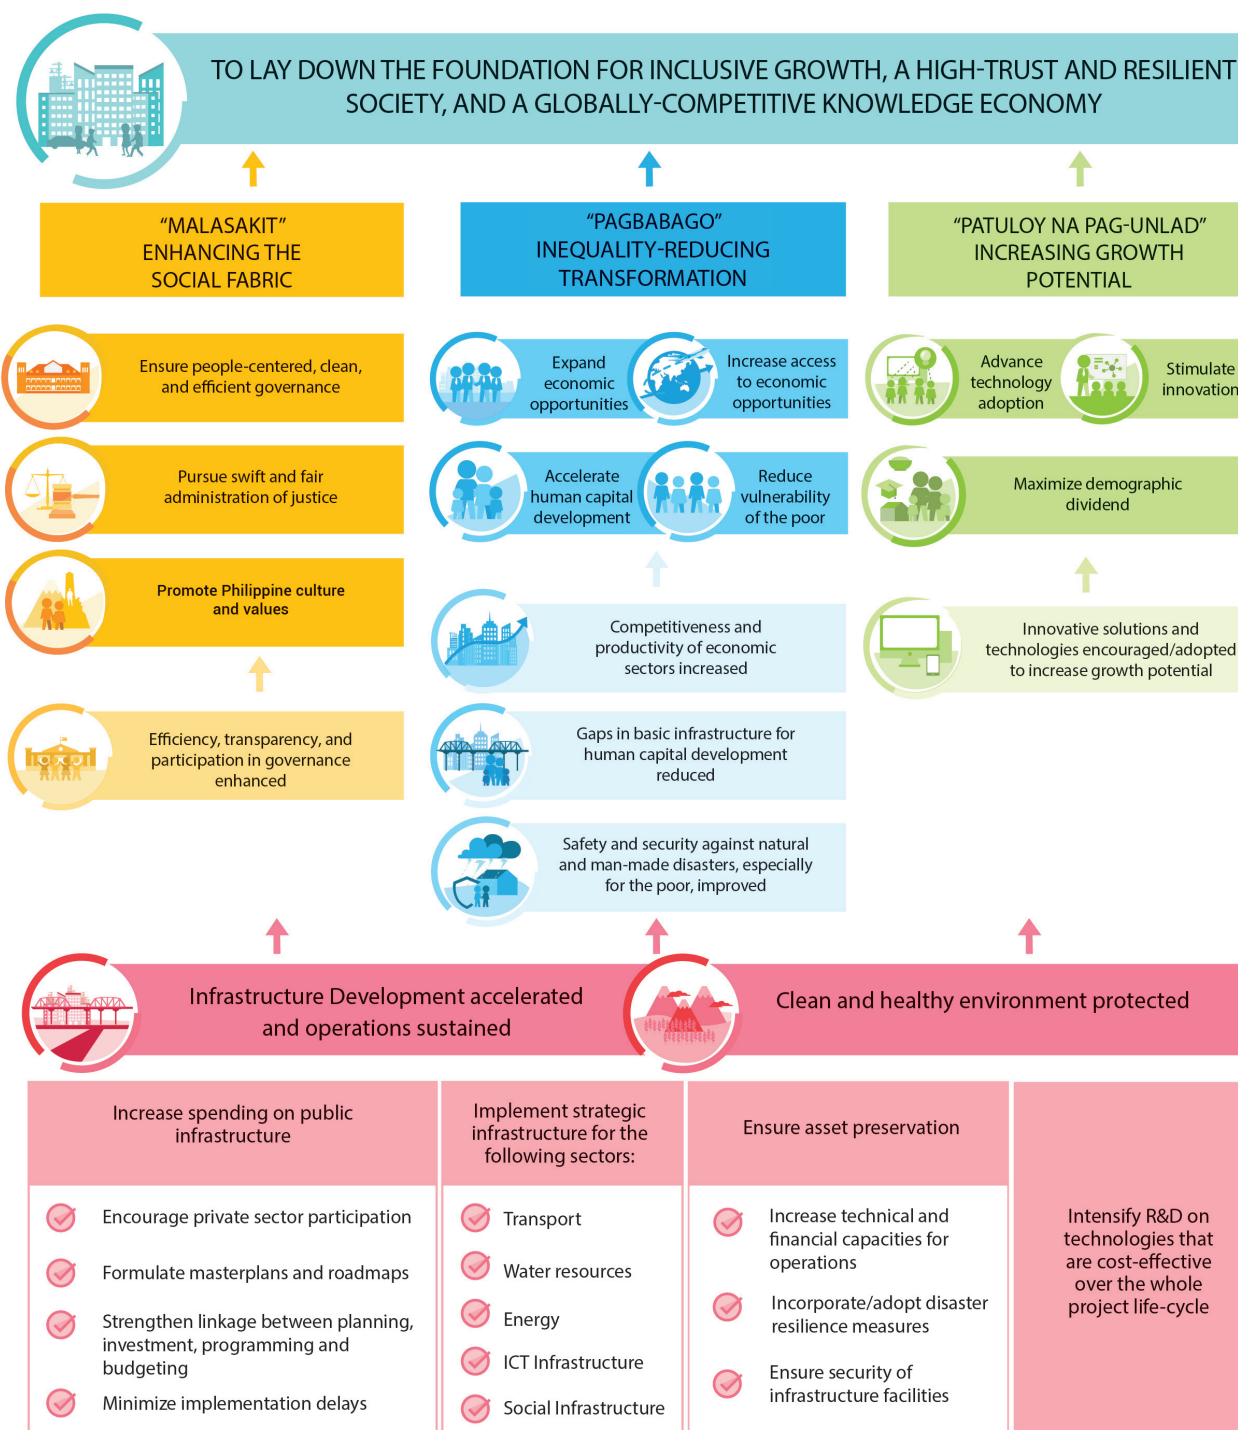 TO LAY DOWN THE FOUNDATION FOR INCLUSIVE GROWTH, A HIGH-TRUST AND RESILIENT
SOCIETY, AND A GLOBALLY-COMPETITIVE KNOWLEDGE ECONOMY
“MALASAKIT”
ENHANCING THE
SOCIAL FABRIC
Ensure people-centered, clean,
and efficient governance
Pursue swift and fair
administration of justice
Promote Philippine culture
and values
Efficiency, transparency, and
participation in governance
enhanced
“PAGBABAGO”
INEQUALITY-REDUCING
TRANSFORMATION
Expand
economic
opportunities
Increase access
to economic
opportunities
Accelerate
human capital
development
Reduce
vulnerability
of the poor
Competitiveness and
productivity of economic
sectors increased
Gaps in basic infrastructure for
human capital development
reduced
Safety and security against natural
and man-made disasters, especially
for the poor, improved
“PATULOY NA PAG-UNLAD”
INCREASING GROWTH
POTENTIAL
Advance
technology
adoption
Stimulate
innovation
Maximize demographic
dividend
Innovative solutions and
technologies encouraged/adopted
to increase growth potential
Infrastructure Development accelerated
and operations sustained
Clean and healthy environment protected
Increase spending on public
infrastructure
Encourage private sector participation
Formulate masterplans and roadmaps
Strengthen linkage between planning,
investment, programming and
budgeting
Minimize implementation delays
Implement strategic
infrastructure for the
following sectors:
Transport
Water resources
Energy
ICT Infrastructure
Social Infrastructure
Ensure asset preservation
Increase technical and
financial capacities for
operations
Incorporate/adopt disaster
resilience measures
Ensure security of
infrastructure facilities
Intensify R&D on
technologies that
are cost-effective
over the whole
project life-cycle